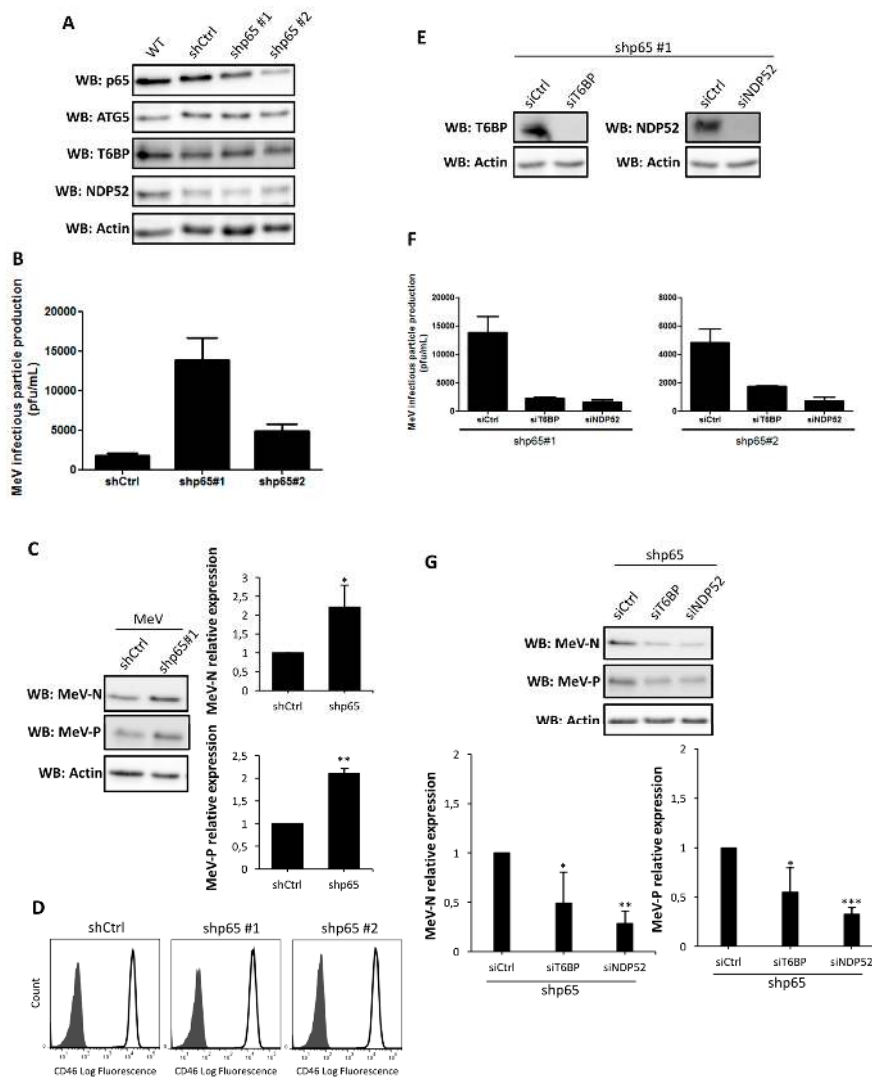 A
WT
shCtrl
shp65 #1
shp65 #2
WB: p65
WB: ATG5
WB: T6BP
WB: NDP52
WB: Actin
B
MeV infectious particle production
(pfu/mL)
20000
15000
10000
5000
0
shCtrl
shp65#1
shp65#2
C
MeV
shCtrl
shp65#1
WB: MeV-N
WB: MeV-P
WB: Actin
MeV-N relative expression
3
2,5
2
1,5
1
0,5
0
*
shCtrl
shp65
MeV-P relative expression
2,5
2
1,5
1
0,5
0
**
shCtrl
shp65
D
shCtrl
shp65 #1
shp65 #2
Count
CD46 Log Fluorescence
CD46 Log Fluorescence
CD46 Log Fluorescence
E
shp65 #1
siCtrl
siT6BP
WB: T6BP
WB: Actin
siCtrl
siNDP52
WB: NDP52
WB: Actin
F
MeV infectious particle production
(pfu/mL)
20000
15000
10000
5000
0
siCtrl
siT6BP
siNDP52
shp65#1
8000
6000
4000
2000
0
siCtrl
siT6BP
siNDP52
shp65#2
G
shp65
siCtrl
siT6BP
siNDP52
WB: MeV-N
WB: MeV-P
WB: Actin
MeV-N relative expression
2
1,5
1
0,5
0
*
**
siCtrl
siT6BP
siNDP52
shp65
MeV-P relative expression
2
1,5
1
0,5
0
*
***
siCtrl
siT6BP
siNDP52
shp65